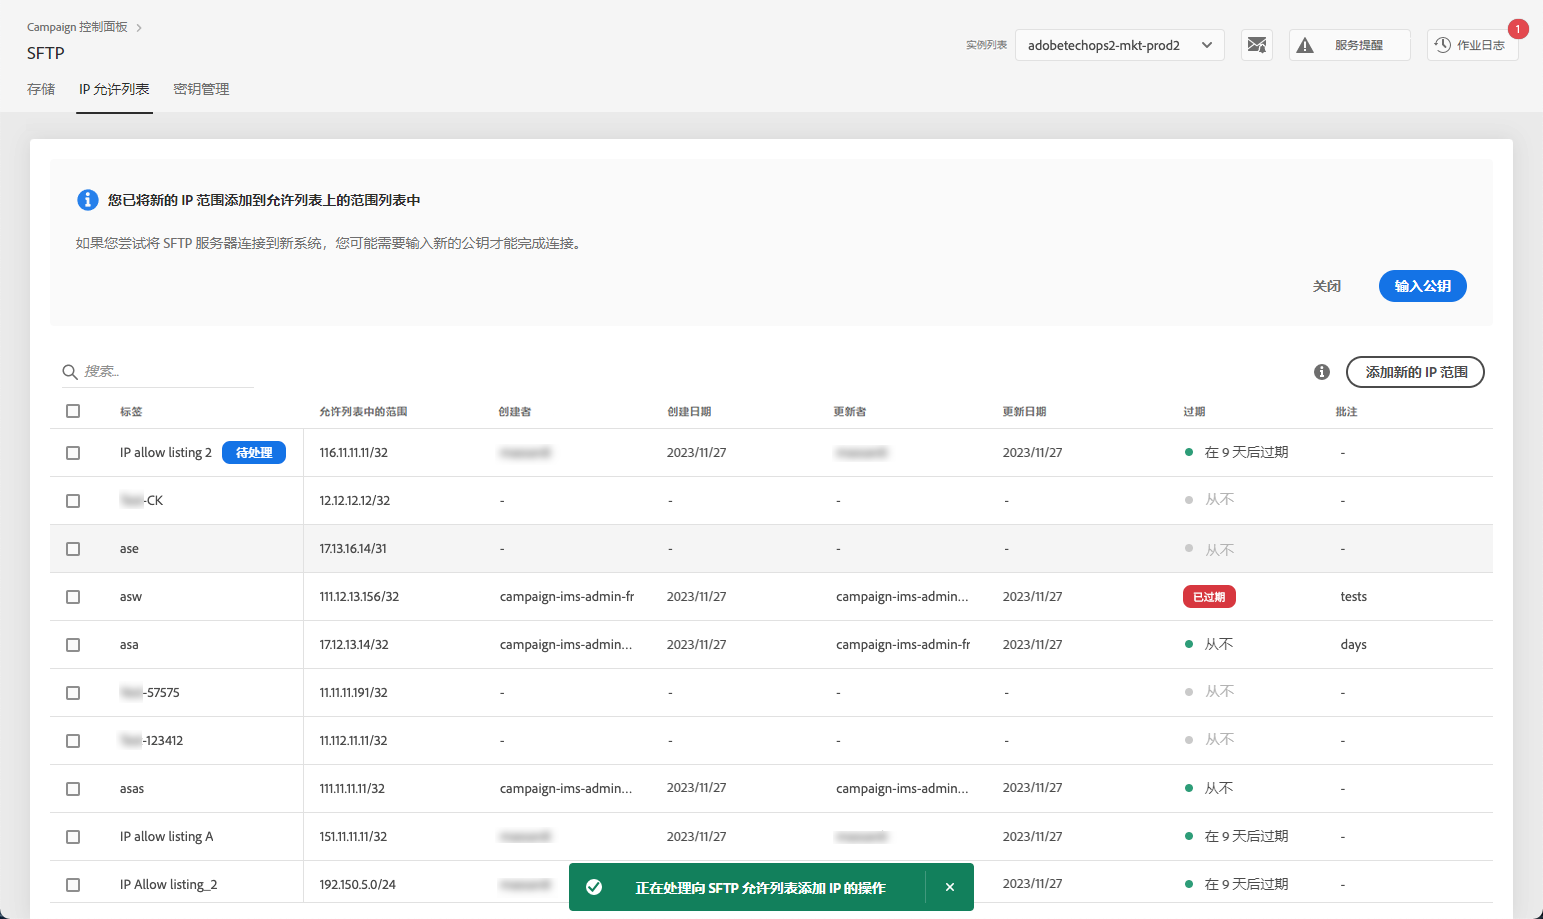 Campaign 控制面板
SFTP
实例列表 adobetechops2-mkt-prod2 服务提醒 作业日志 1
存储 IP 允许列表 密钥管理
您已将新的 IP 范围添加到允许列表上的范围列表中
如果您尝试将 SFTP 服务器连接到新系统，您可能需要输入新的公钥才能完成连接。
关闭 输入公钥
搜索... 添加新的 IP 范围
标签 允许列表中的范围 创建者 创建日期 更新者 更新日期 过期 批注
IP allow listing 2 待处理 116.11.11.11/32 2023/11/27 2023/11/27 在 9 天后过期 -
-CK 12.12.12.12/32 - - - - 从不 -
ase 17.13.16.14/31 - - - - 从不 -
asw 111.12.13.156/32 campaign-ims-admin-fr 2023/11/27 campaign-ims-admin... 2023/11/27 已过期 tests
asa 17.12.13.14/32 campaign-ims-admin... 2023/11/27 campaign-ims-admin-fr 2023/11/27 从不 days
-57575 11.11.11.191/32 - - - - 从不 -
-123412 11.112.11.11/32 - - - - 从不 -
asas 111.11.11.11/32 campaign-ims-admin... 2023/11/27 campaign-ims-admin... 2023/11/27 从不 -
IP allow listing A 151.11.11.11/32 2023/11/27 2023/11/27 在 9 天后过期 -
IP Allow listing_2 192.150.5.0/24 2023/11/27 在 9 天后过期 -
正在处理向 SFTP 允许列表添加 IP 的操作